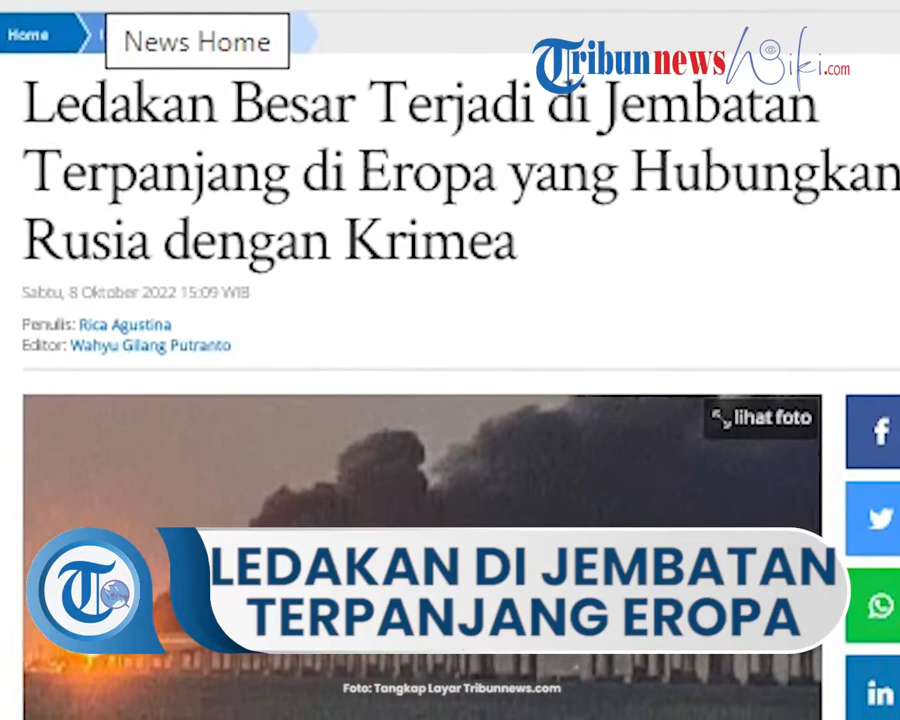 Home
News Home
Tribunnews Wiki.com
Ledakan Besar Terjadi di Jembatan
Terpanjang di Eropa yang Hubungkan
Rusia dengan Krimea
Sabtu, 8 Oktober 2022 15:09 WIB
Penulis: Rica Agustina
Editor: Wahyu Gilang Putranto
lihat foto
LEDAKAN DI JEMBATAN
TERPANJANG EROPA
Foto: Tangkap Layar Tribunnews.com